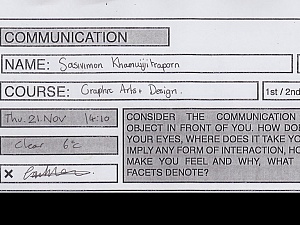 COMMUNICATION
NAME: Sasivimon Khamujjitraporn
COURSE: Graphic Arts + Design.
1st / 2nd
Thu. 21. NOV 14:10
Clear 6°c
×
CONSIDER THE COMMUNICATION
OBJECT IN FRONT OF YOU. HOW DOE
YOUR EYES, WHERE DOES IT TAKE YO
IMPLY ANY FORM OF INTERACTION, HO
MAKE YOU FEEL AND WHY, WHAT
FACETS DENOTE?